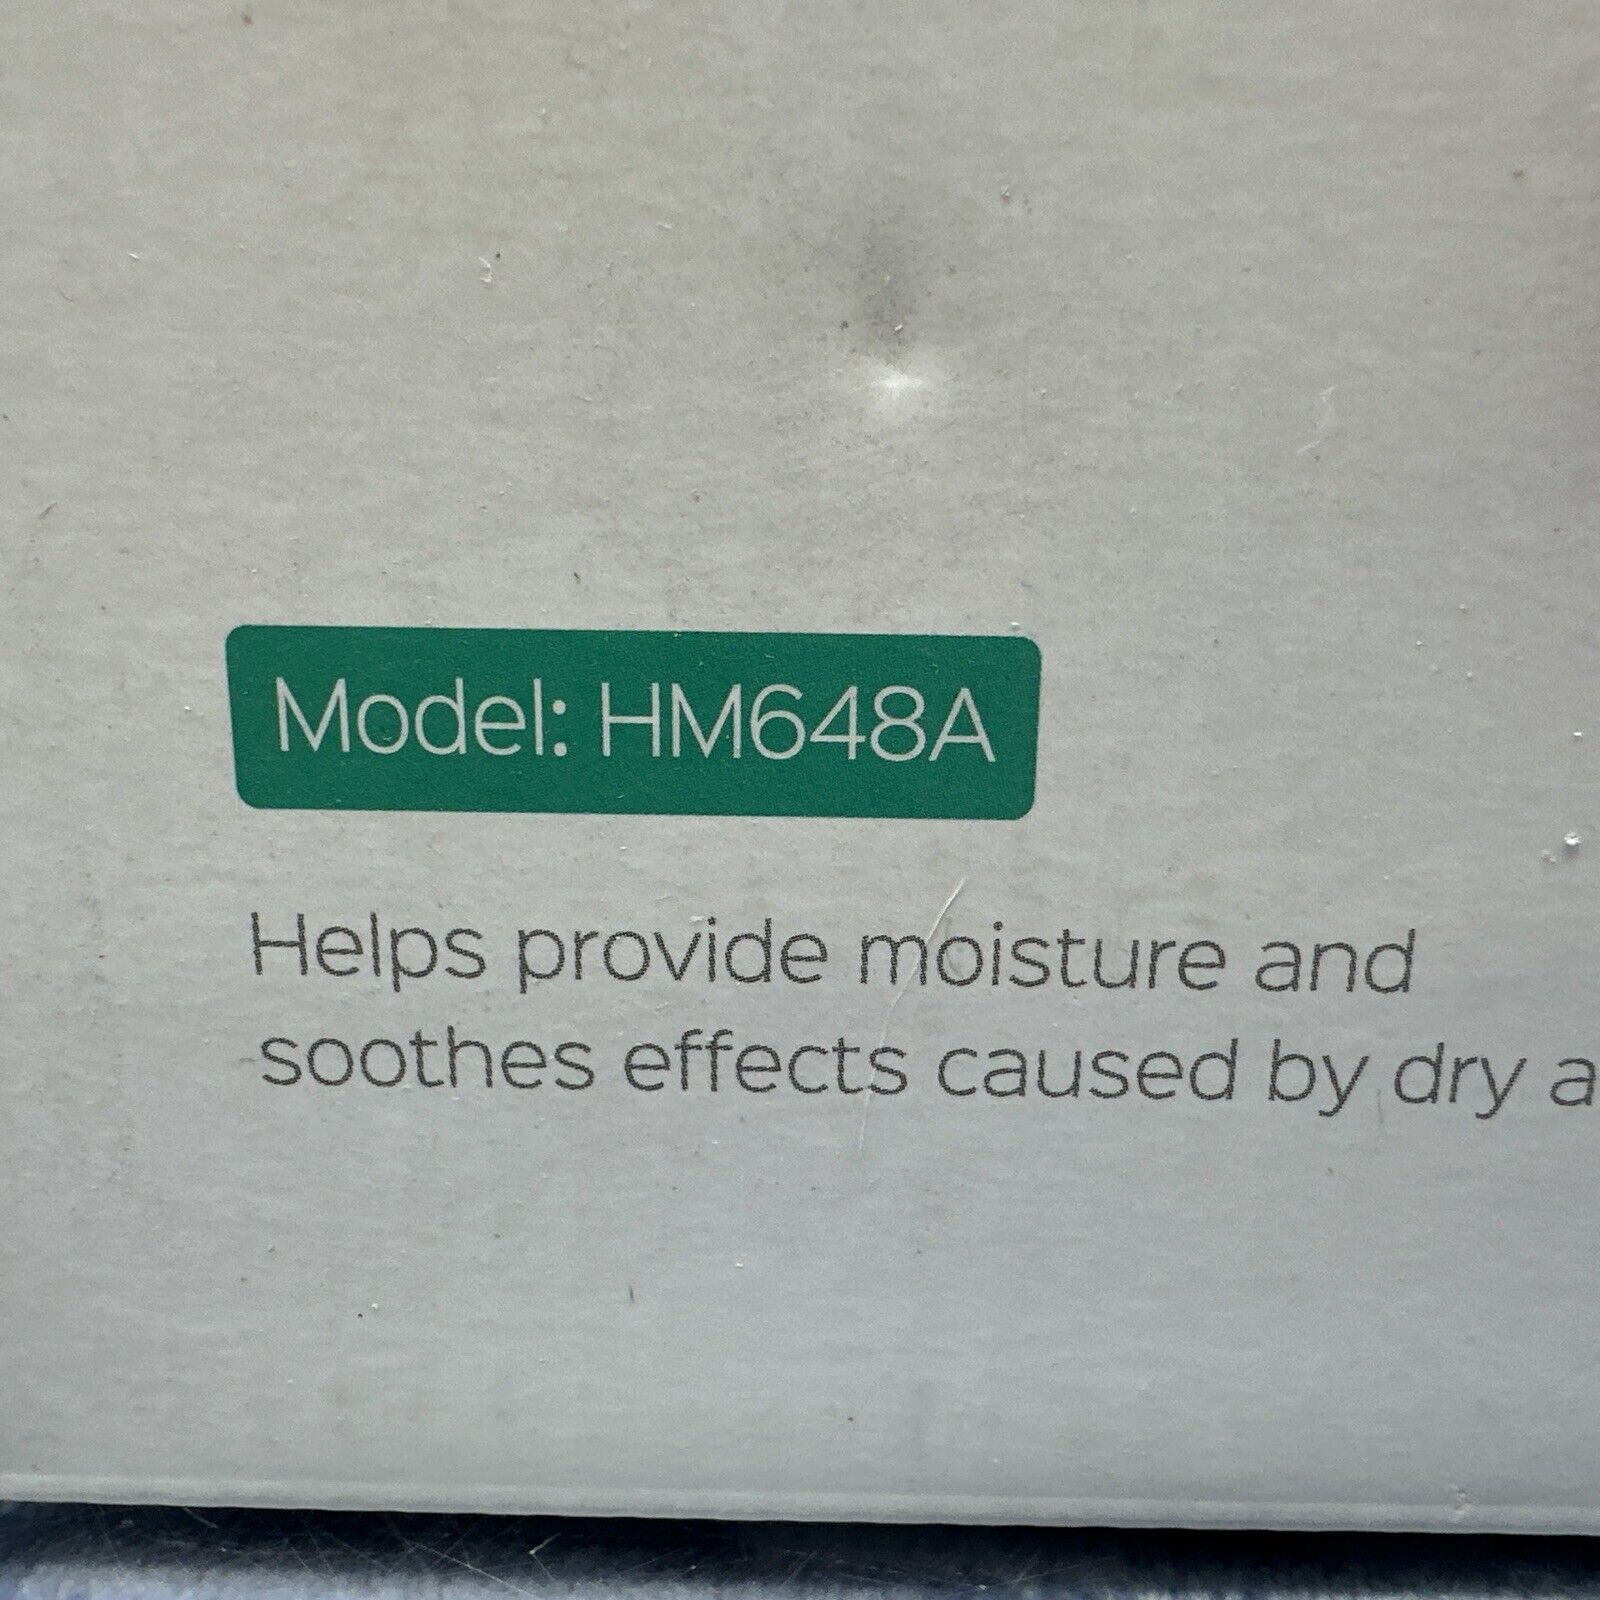 Model: HM648A
Helps provide moisture and
soothes effects caused by dry a